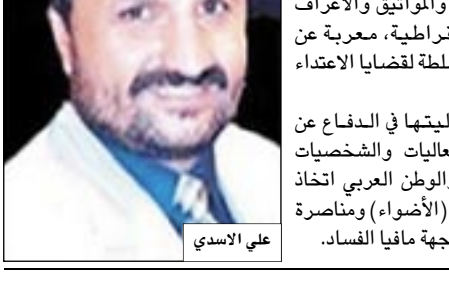 والمواثيق والأعراف
قراطية، معربة عن
لطة لقضايا الاعتداء
ليتها في الدفاع عن
عاليات والشخصيات
والوطن العربي اتخاذ
(الأضواء) ومناصرة
جهة مافيا الفساد.
علي الاسدي